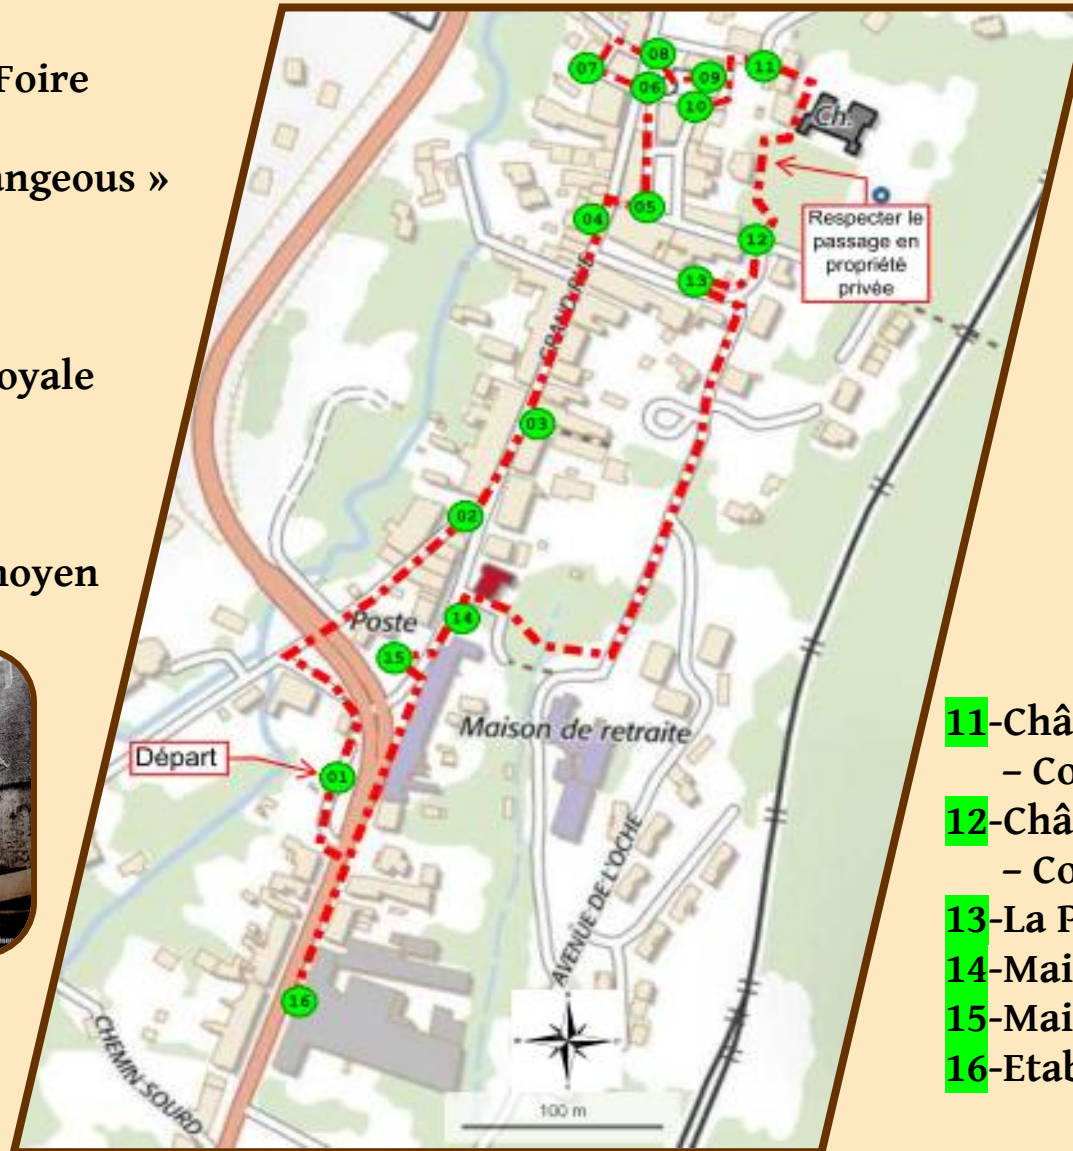 Foire
angeous »
oyale
moyen
07
08
06
09
10
11
Ch.
04
05
12
13
Respecter le
passage en
propriété
privée
GRAND RUE
03
02
14
Poste
15
Maison de retraite
Départ
01
AVENUE DE L'OCHE
16
CHEMIN SOURD
100 m
11-Châ
– Co
12-Châ
– Co
13-La P
14-Mai
15-Mai
16-Etab